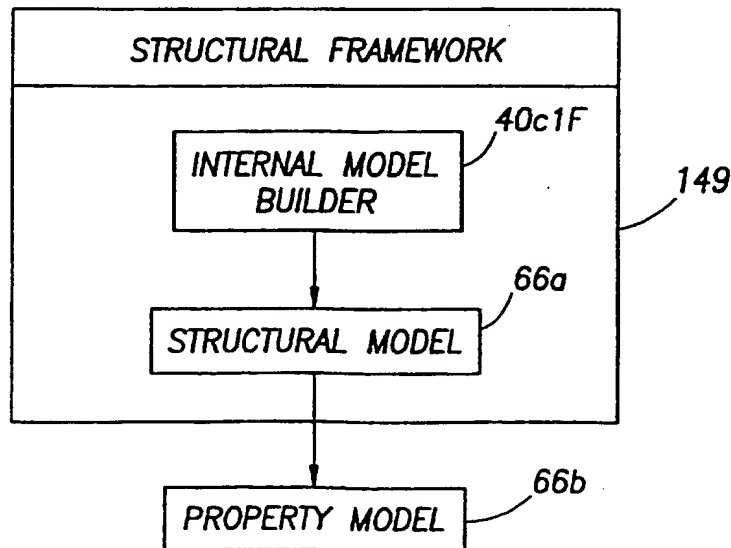 STRUCTURAL FRAMEWORK
40c1F
INTERNAL MODEL
BUILDER
149
66a
STRUCTURAL MODEL
66b
PROPERTY MODEL